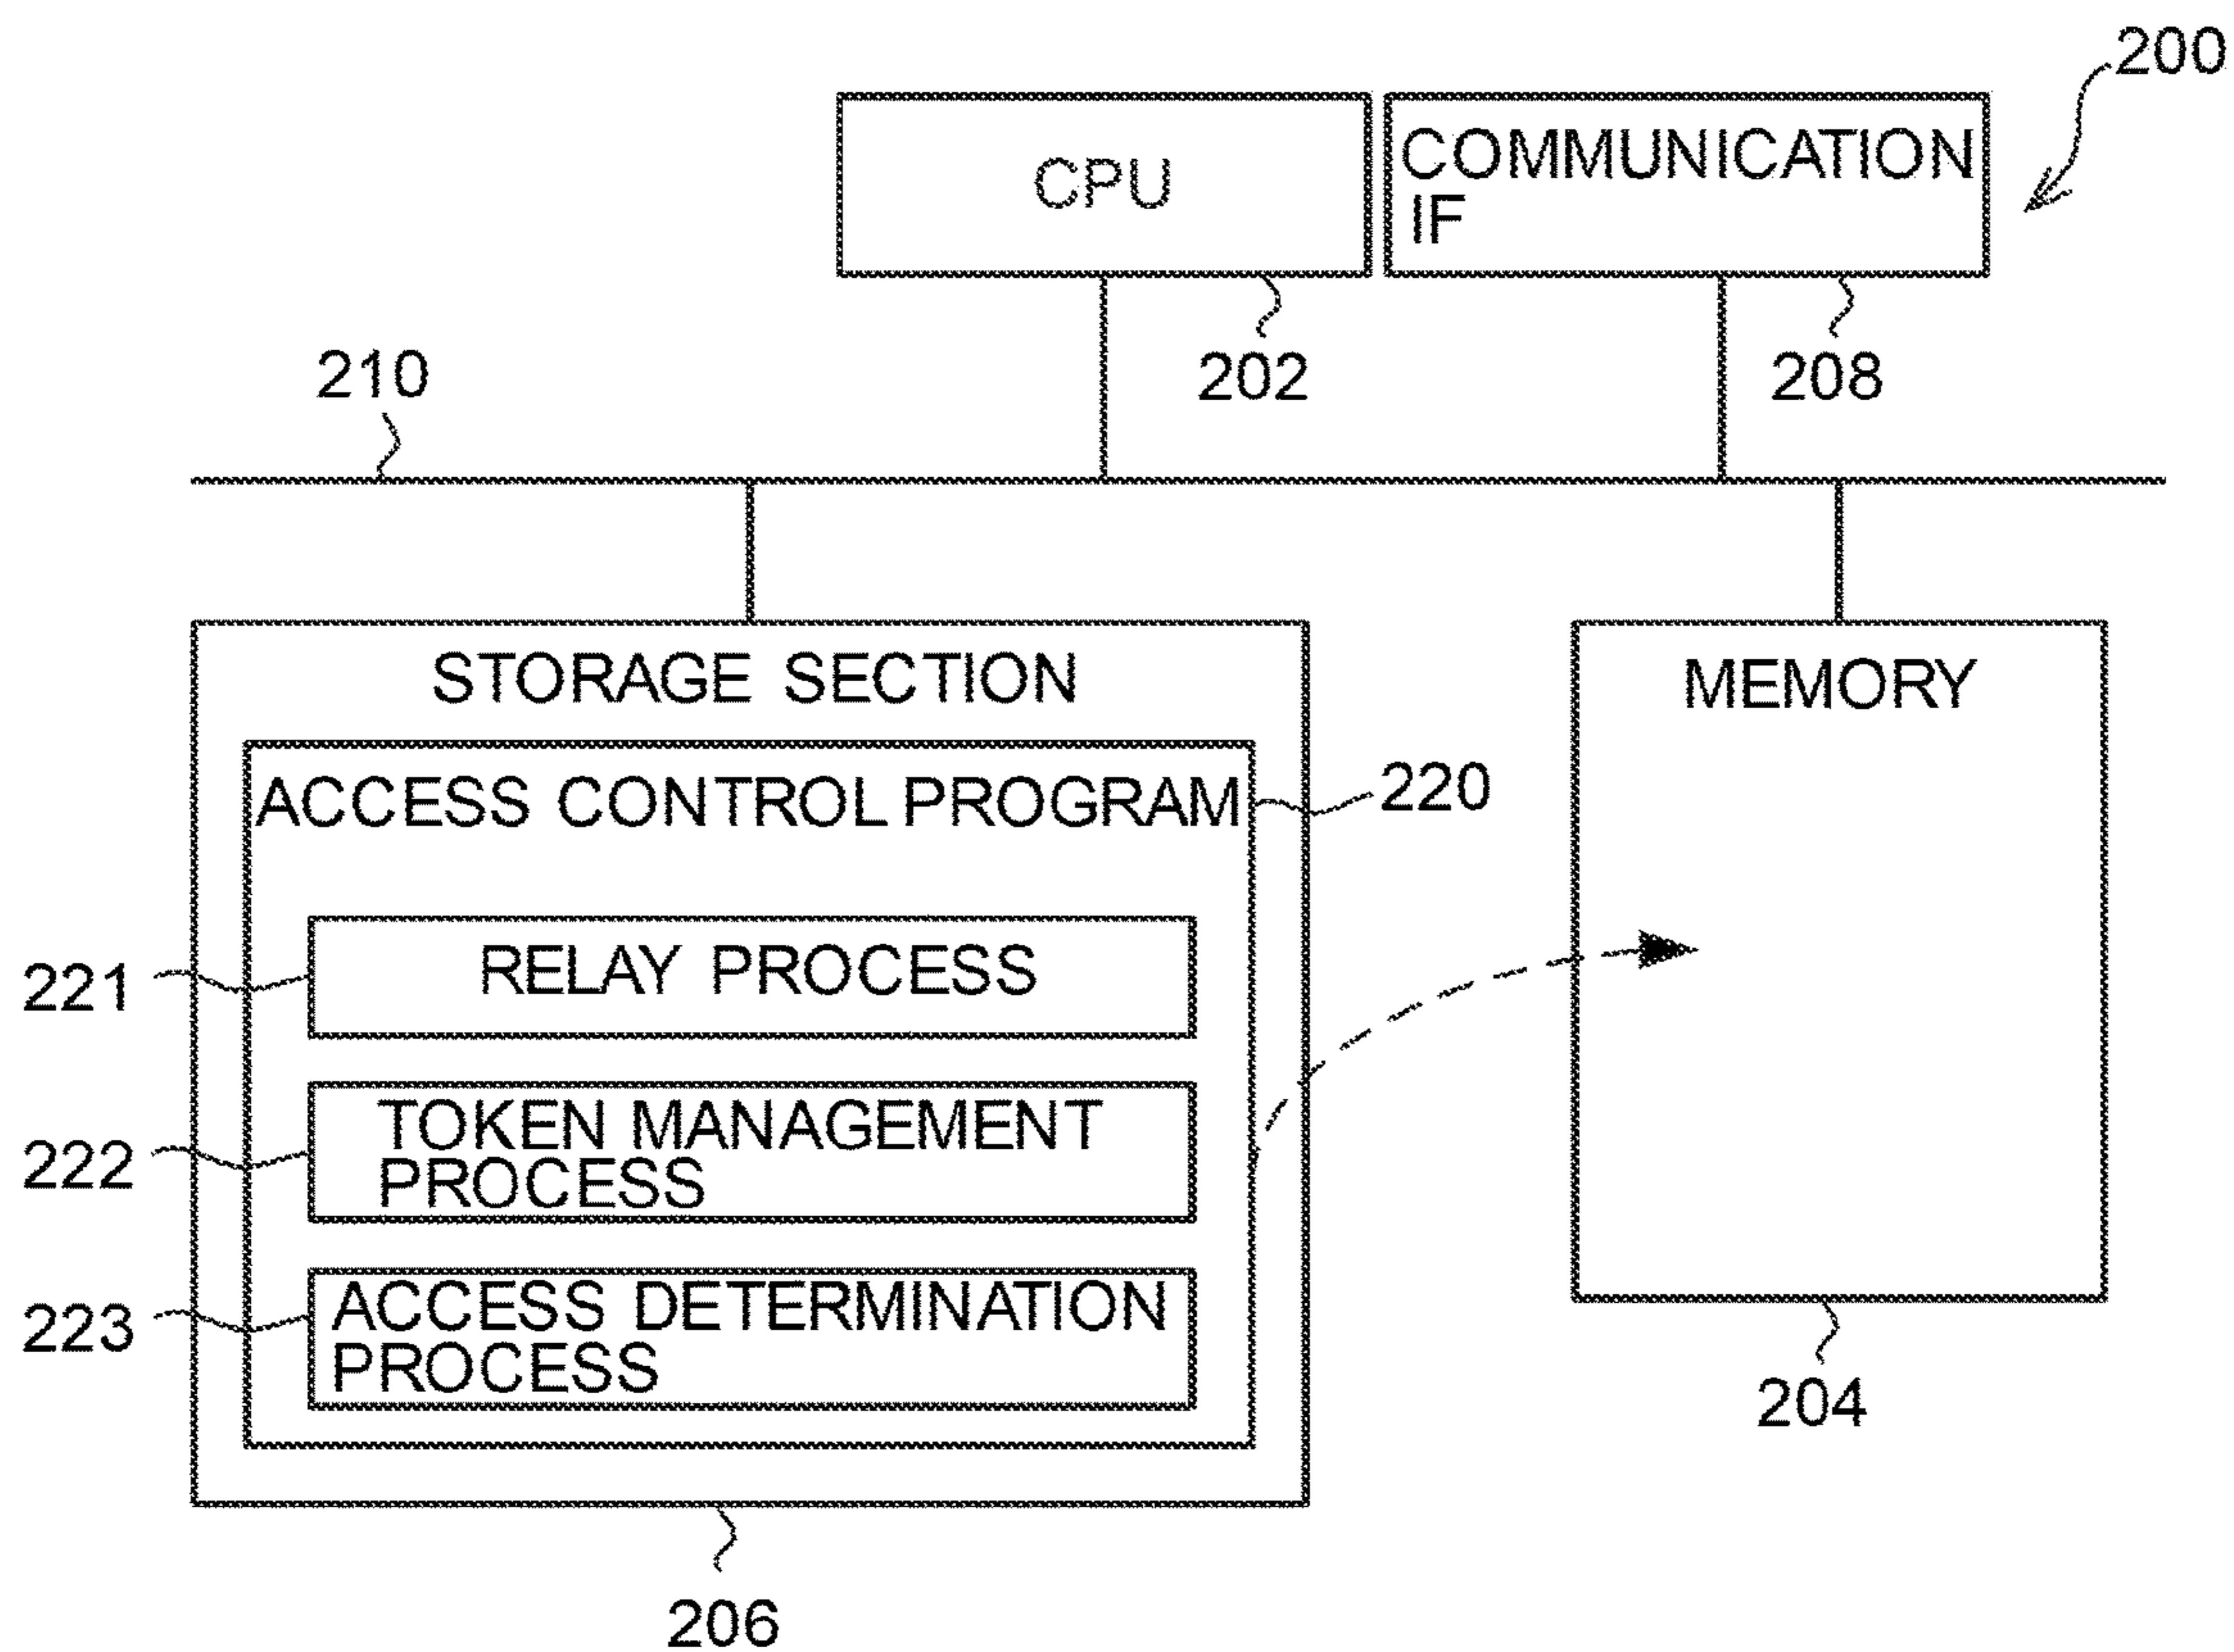 200
CPU
COMMUNICATION
IF
210
202
208
STORAGE SECTION
MEMORY
ACCESS CONTROL PROGRAM
220
RELAY PROCESS
221
TOKEN MANAGEMENT
PROCESS
222
ACCESS DETERMINATION
PROCESS
223
204
206